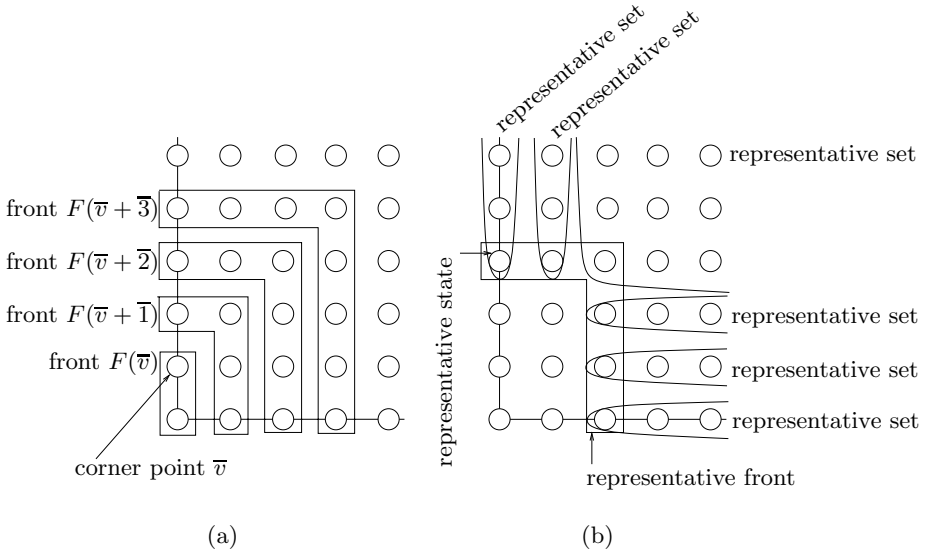 representative set
representative set
representative set
front F(v̅ + 3̅)
front F(v̅ + 2̅)
front F(v̅ + 1̅)
front F(v̅)
corner point v̅
(a)
representative state
representative set
representative set
representative set
representative front
(b)